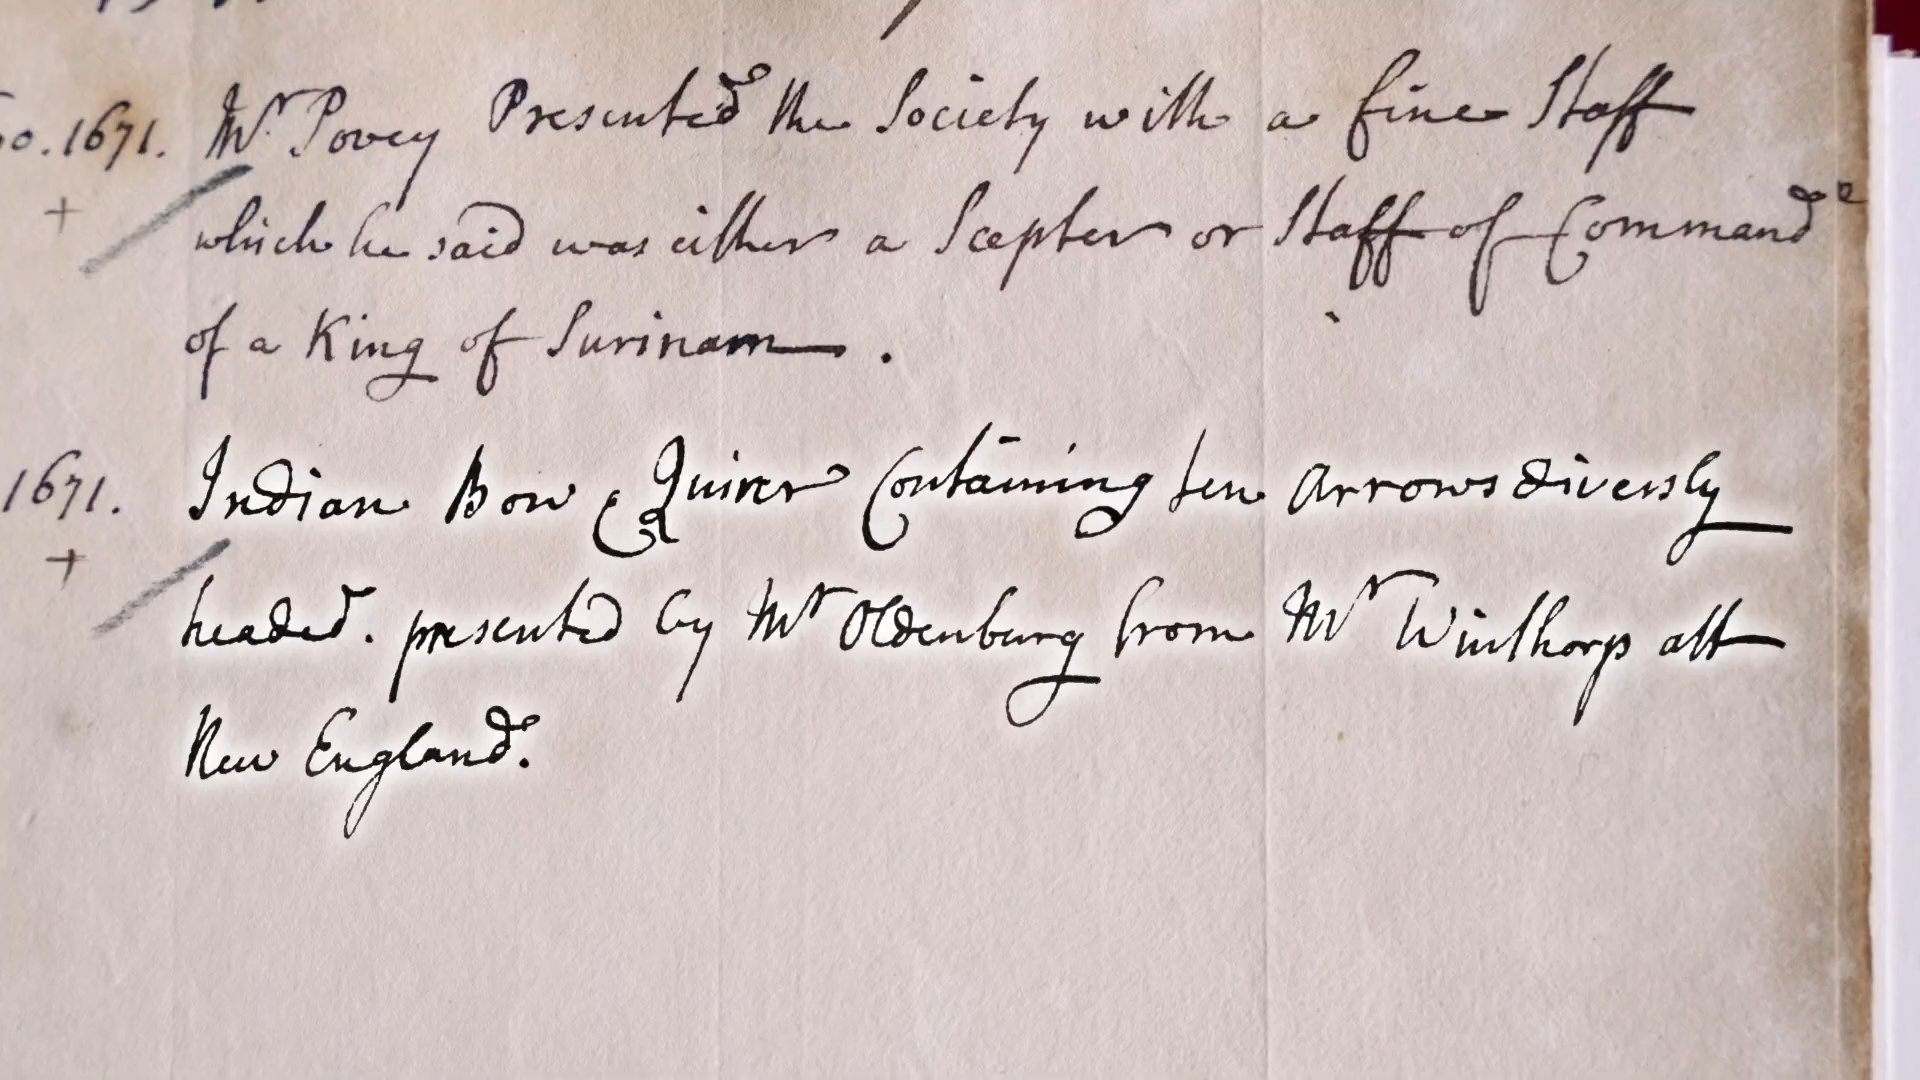 1671. Mr. Povey Presented the Society with a fine Staff
which he said was either a Scepter or Staff of Commande
of a King of Surinam.
1671. Indian Bow & Quiver Containing ten Arrows diversly
headed. presented by Mr Oldenburg from Mr Winthorp att
New England.